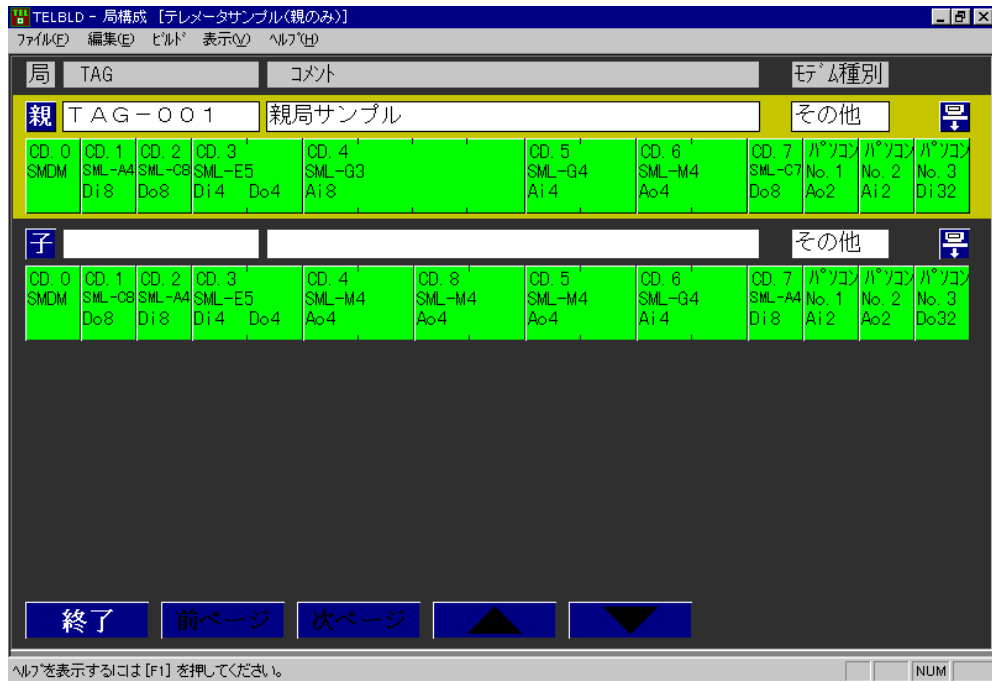 TELBLD - 局構成 [テレメータサンプル(親のみ)]
ﾌｧｲﾙ(F) 編集(E) ﾋﾞﾙﾄﾞ 表示(V) ﾍﾙﾌﾟ(H)
局 TAG ｺﾒﾝﾄ ﾓﾃﾞﾑ種別
親 ＴＡＧ－００１ 親局サンプル その他
CD. 0 CD. 1 CD. 2 CD. 3 CD. 4 CD. 5 CD. 6 CD. 7 ﾊﾟｿｺﾝ ﾊﾟｿｺﾝ ﾊﾟｿｺﾝ
SMDM SML-A4 SML-C8 SML-E5 SML-G3 SML-G4 SML-M4 SML-C7 No. 1 No. 2 No. 3
Di8 Do8 Di4 Do4 Ai8 Ai4 Ao4 Do8 Ao2 Ai2 Di32
子 その他
CD. 0 CD. 1 CD. 2 CD. 3 CD. 4 CD. 8 CD. 5 CD. 6 CD. 7 ﾊﾟｿｺﾝ ﾊﾟｿｺﾝ ﾊﾟｿｺﾝ
SMDM SML-C8 SML-A4 SML-E5 SML-M4 SML-M4 SML-M4 SML-G4 SML-A4 No. 1 No. 2 No. 3
Do8 Di8 Di4 Do4 Ao4 Ao4 Ao4 Ai4 Di8 Ai2 Ao2 Do32
終了 前ページ 次ページ
ﾍﾙﾌﾟを表示するには [F1] を押してください。 NUM